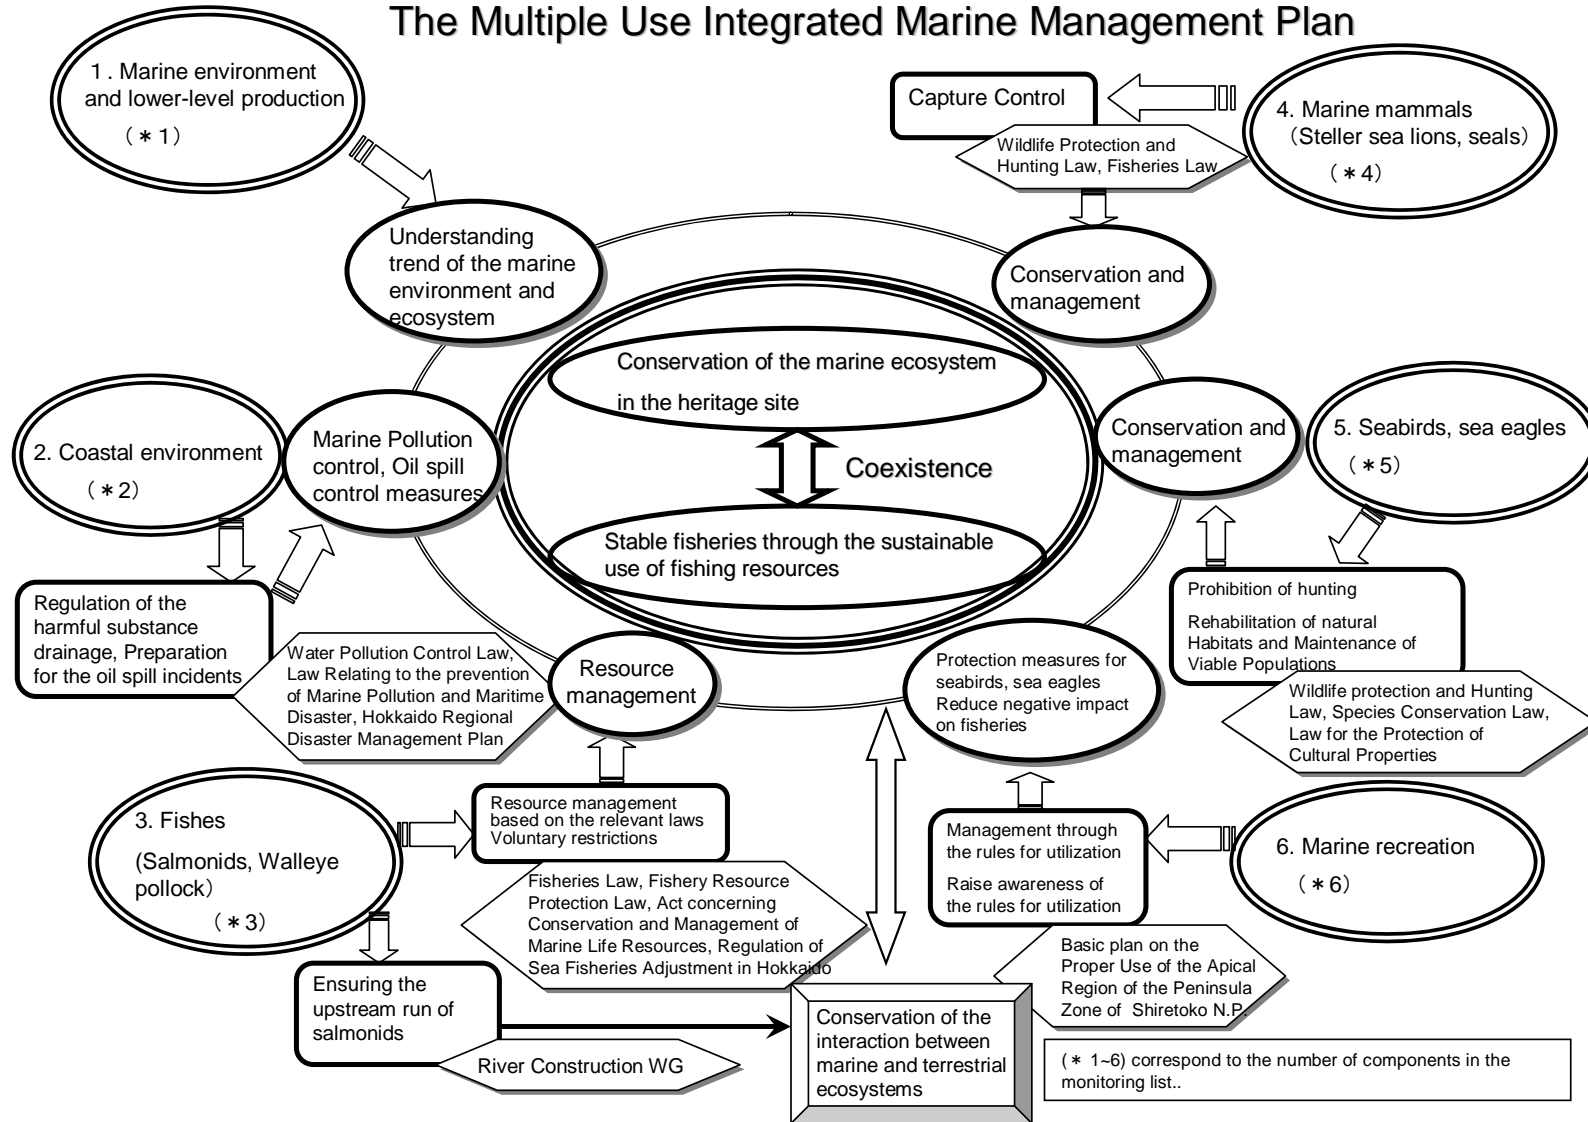 The Multiple Use Integrated Marine Management Plan
1. Marine environment
and lower-level production
(＊1)
Capture Control
Wildlife Protection and
Hunting Law, Fisheries Law
4. Marine mammals
(Steller sea lions, seals)
(＊4)
Understanding
trend of the marine
environment and
ecosystem
Conservation and
management
Conservation of the marine ecosystem
in the heritage site
Coexistence
Stable fisheries through the sustainable
use of fishing resources
2. Coastal environment
(＊2)
Marine Pollution
control, Oil spill
control measures
Conservation and
management
5. Seabirds, sea eagles
(＊5)
Regulation of the
harmful substance
drainage, Preparation
for the oil spill incidents
Water Pollution Control Law,
Law Relating to the prevention
of Marine Pollution and Maritime
Disaster, Hokkaido Regional
Disaster Management Plan
Resource
management
Protection measures for
seabirds, sea eagles
Reduce negative impact
on fisheries
Prohibition of hunting
Rehabilitation of natural
Habitats and Maintenance of
Viable Populations
Wildlife protection and Hunting
Law, Species Conservation Law,
Law for the Protection of
Cultural Properties
3. Fishes
(Salmonids, Walleye
pollock)
(＊3)
Resource management
based on the relevant laws
Voluntary restrictions
Fisheries Law, Fishery Resource
Protection Law, Act concerning
Conservation and Management of
Marine Life Resources, Regulation of
Sea Fisheries Adjustment in Hokkaido
Management through
the rules for utilization
Raise awareness of
the rules for utilization
6. Marine recreation
(＊6)
Basic plan on the
Proper Use of the Apical
Region of the Peninsula
Zone of Shiretoko N.P.
Ensuring the
upstream run of
salmonids
River Construction WG
Conservation of the
interaction between
marine and terrestrial
ecosystems
(＊ 1~6) correspond to the number of components in the
monitoring list..